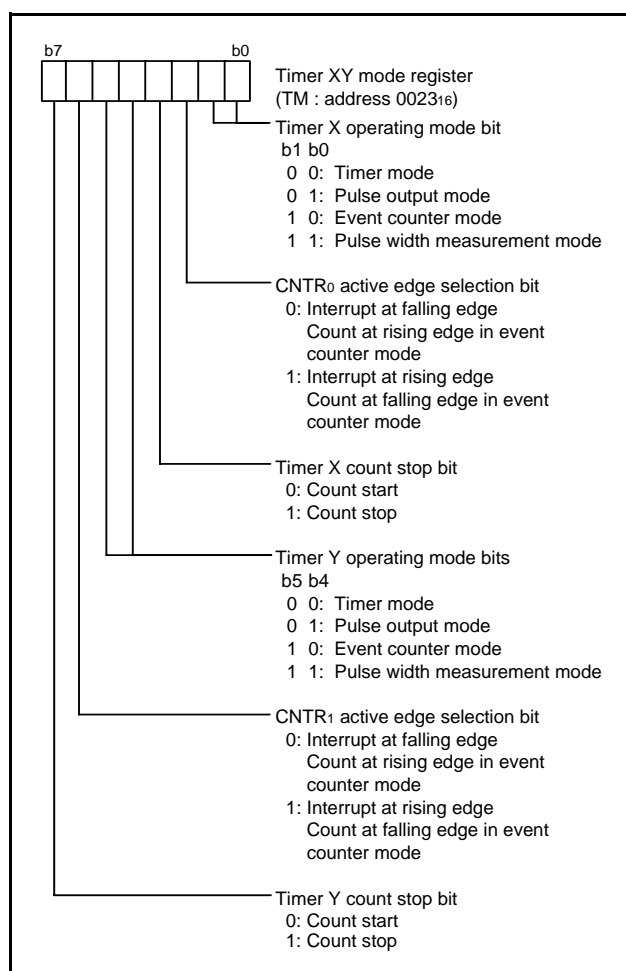 b7 b0
Timer XY mode register
(TM : address 002316)
Timer X operating mode bit
b1 b0
0 0: Timer mode
0 1: Pulse output mode
1 0: Event counter mode
1 1: Pulse width measurement mode
CNTR0 active edge selection bit
0: Interrupt at falling edge
Count at rising edge in event
counter mode
1: Interrupt at rising edge
Count at falling edge in event
counter mode
Timer X count stop bit
0: Count start
1: Count stop
Timer Y operating mode bits
b5 b4
0 0: Timer mode
0 1: Pulse output mode
1 0: Event counter mode
1 1: Pulse width measurement mode
CNTR1 active edge selection bit
0: Interrupt at falling edge
Count at rising edge in event
counter mode
1: Interrupt at rising edge
Count at falling edge in event
counter mode
Timer Y count stop bit
0: Count start
1: Count stop